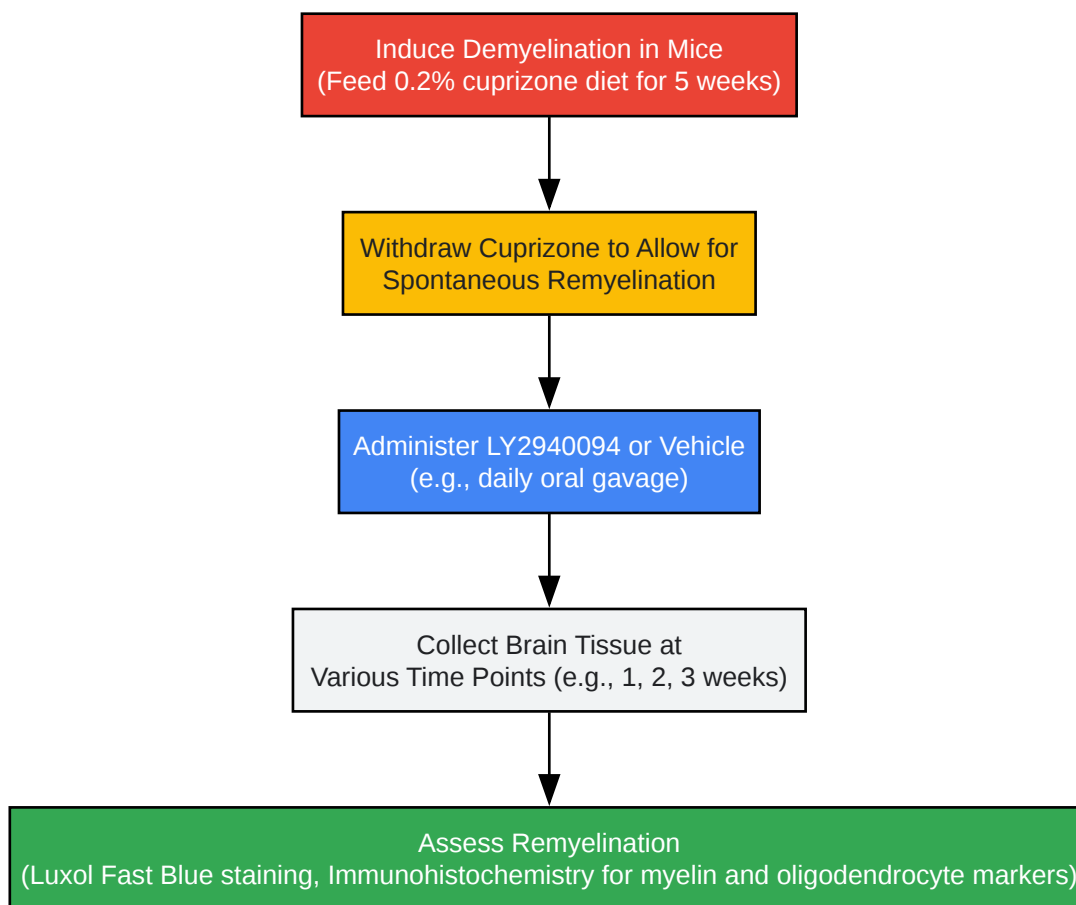 Induce Demyelination in Mice
(Feed 0.2% cuprizone diet for 5 weeks)
Withdraw Cuprizone to Allow for
Spontaneous Remyelination
Administer LY2940094 or Vehicle
(e.g., daily oral gavage)
Collect Brain Tissue at
Various Time Points (e.g., 1, 2, 3 weeks)
Assess Remyelination
(Luxol Fast Blue staining, Immunohistochemistry for myelin and oligodendrocyte markers)